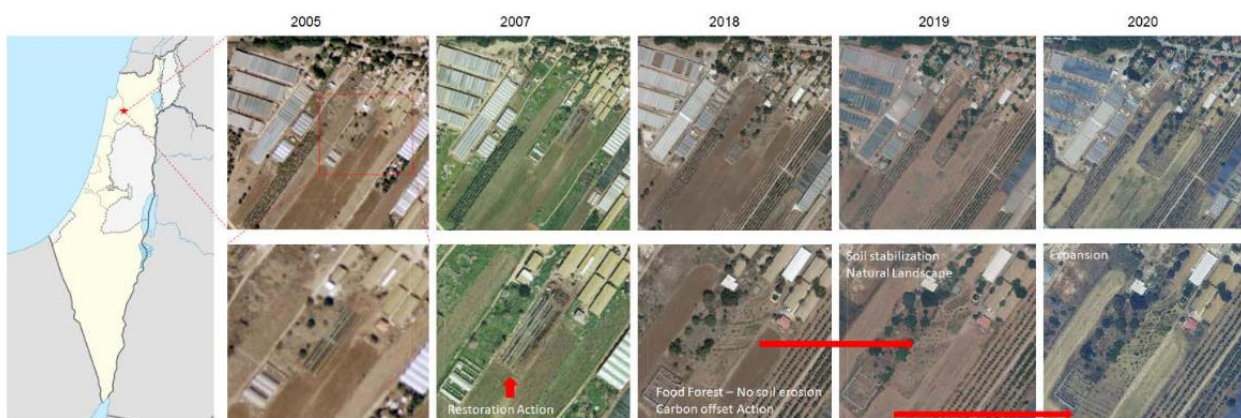 2005
2007
2018
2019
2020
Restoration Action
Food Forest – No soil erosion
Carbon offset Action
Soil stabilization
Natural Landscape
Expansion